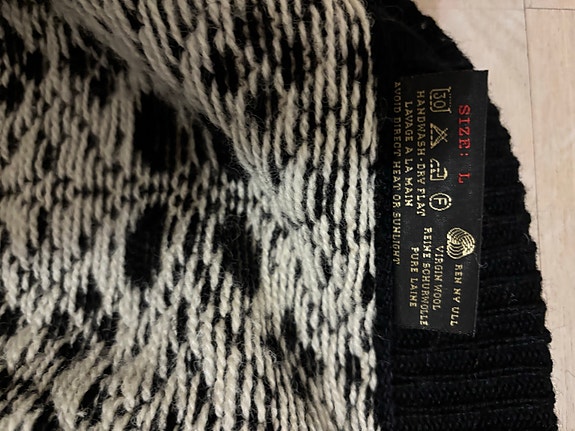 SIZE: L
30
F
HANDWASH·DRY FLAT
LAVAGE A LA MAIN
AVOID DIRECT HEAT OR SUNLIGHT
REN NY ULL
VIRGIN WOOL
REINE SCHURWOLLE
PURE LAINE